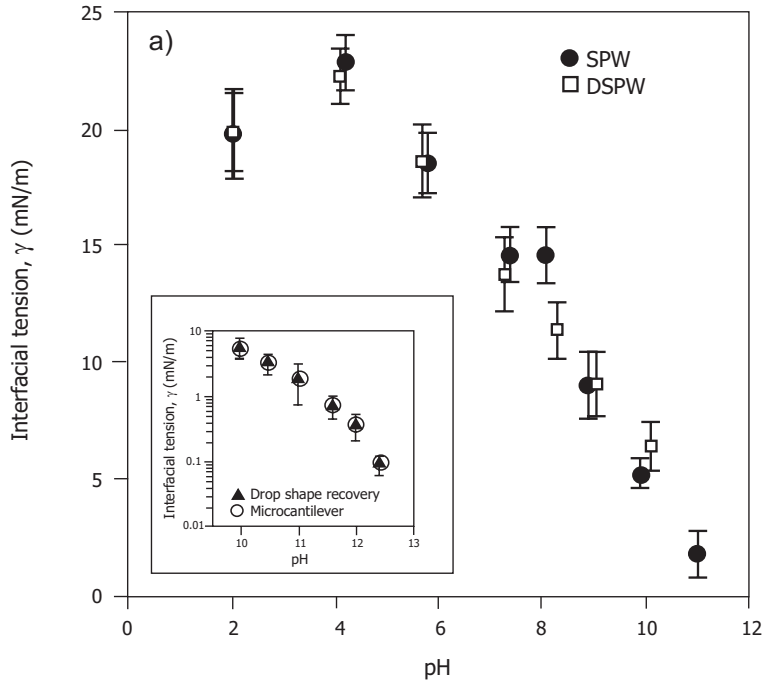 a)
SPW
DSPW
Interfacial tension, γ (mN/m)
25
20
15
10
5
0
0 2 4 6 8 10 12
pH
Interfacial tension, γ (mN/m)
10
1
0.1
0.01
Drop shape recovery
Microcantilever
10 11 12 13
pH